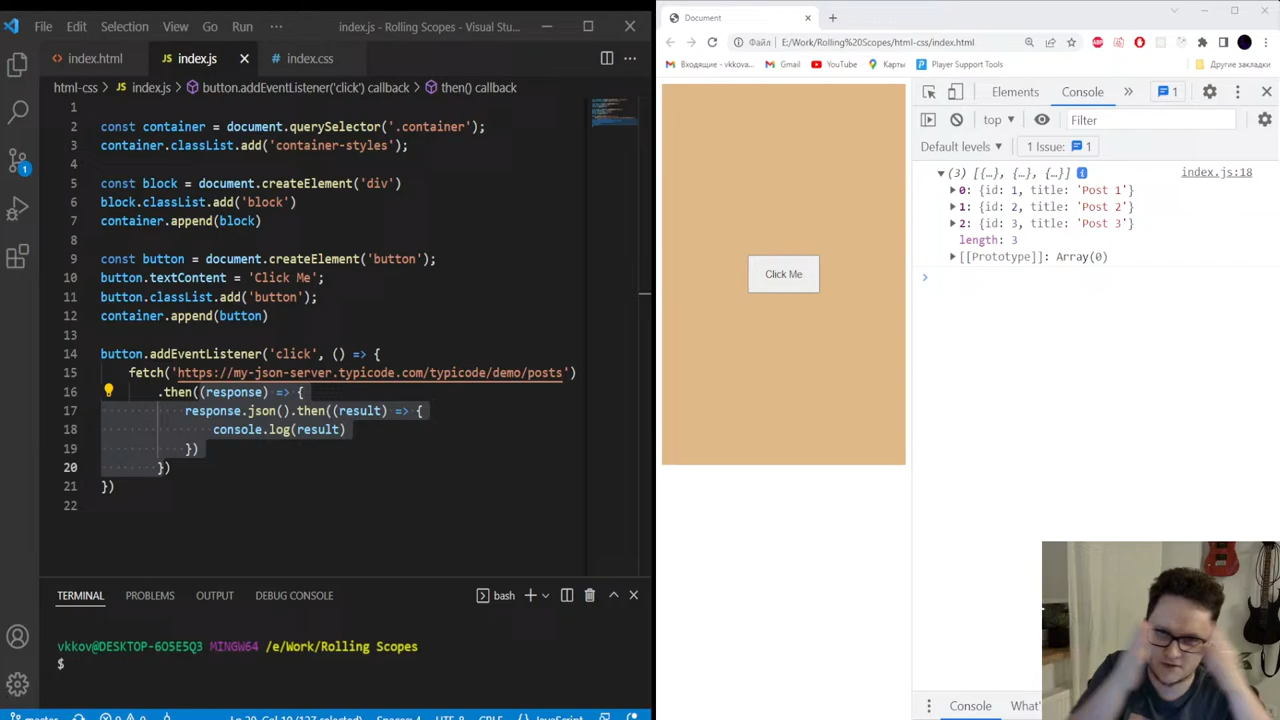 File Edit Selection View Go Run ··· index.js - Rolling Scopes - Visual Stu...
index.html index.js index.css
html-css > index.js > button.addEventListener('click') callback > then() callback
1
2 const container = document.querySelector('.container');
3 container.classList.add('container-styles');
4
5 const block = document.createElement('div')
6 block.classList.add('block')
7 container.append(block)
8
9 const button = document.createElement('button');
10 button.textContent = 'Click Me';
11 button.classList.add('button');
12 container.append(button)
13
14 button.addEventListener('click', () => {
15 fetch('https://my-json-server.typicode.com/typicode/demo/posts')
16 .then((response) => {
17 response.json().then((result) => {
18 console.log(result)
19 })
20 })
21 })
22
1
TERMINAL PROBLEMS OUTPUT DEBUG CONSOLE bash
vkkov@DESKTOP-6O5E5Q3 MINGW64 /e/Work/Rolling Scopes
$
Document
Файл E:/Work/Rolling%20Scopes/html-css/index.html
Входящие - vkkova... Gmail YouTube Карты Player Support Tools Другие закладки
Click Me
Elements Console 1
top Filter
Default levels 1 Issue: 1
(3) [{…}, {…}, {…}] index.js:18
0: {id: 1, title: 'Post 1'}
1: {id: 2, title: 'Post 2'}
2: {id: 3, title: 'Post 3'}
length: 3
[[Prototype]]: Array(0)
Console What'